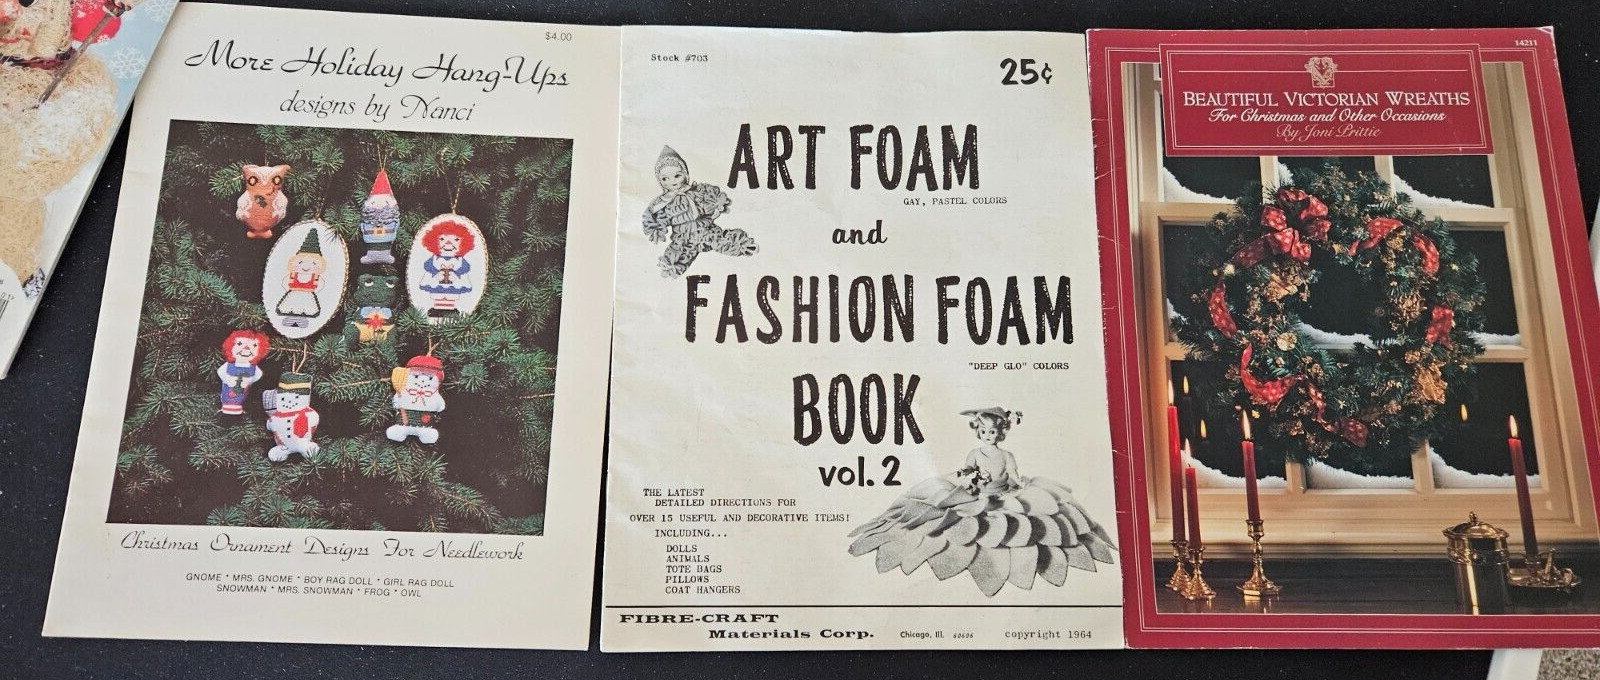 $4.00
More Holiday Hang-Ups
designs by Nanci
Christmas Ornament Designs For Needlework
GNOME * MRS. GNOME * BOY RAG DOLL * GIRL RAG DOLL
SNOWMAN * MRS. SNOWMAN * FROG * OWL
Stock #703
25¢
ART FOAM
GAY, PASTEL COLORS
and
FASHION FOAM
"DEEP GLO" COLORS
BOOK
vol. 2
THE LATEST
DETAILED DIRECTIONS FOR
OVER 15 USEFUL AND DECORATIVE ITEMS!
INCLUDING...
DOLLS
ANIMALS
TOTE BAGS
PILLOWS
COAT HANGERS
FIBRE-CRAFT
Materials Corp.
Chicago, Ill. 60606
copyright 1964
14211
BEAUTIFUL VICTORIAN WREATHS
For Christmas and Other Occasions
By Joni Prittie